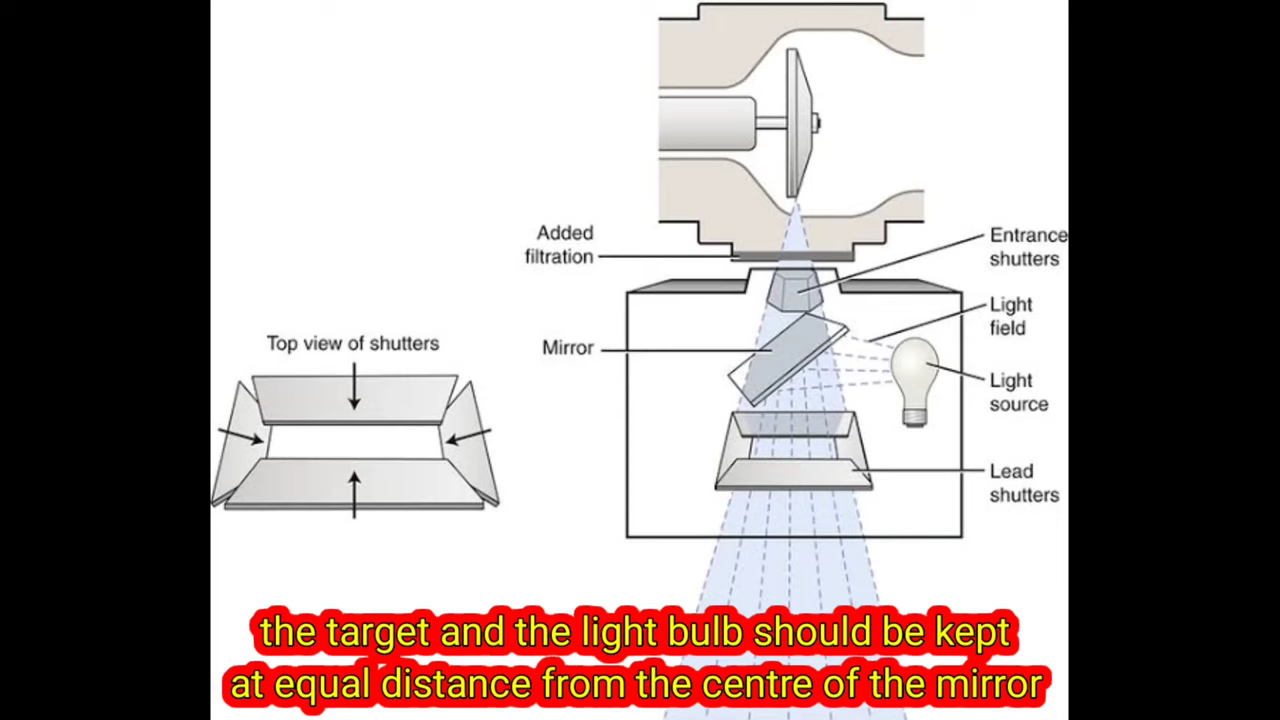 Added
filtration
Entrance
shutters
Light
field
Mirror
Top view of shutters
Light
source
Lead
shutters
the target and the light bulb should be kept
at equal distance from the centre of the mirror